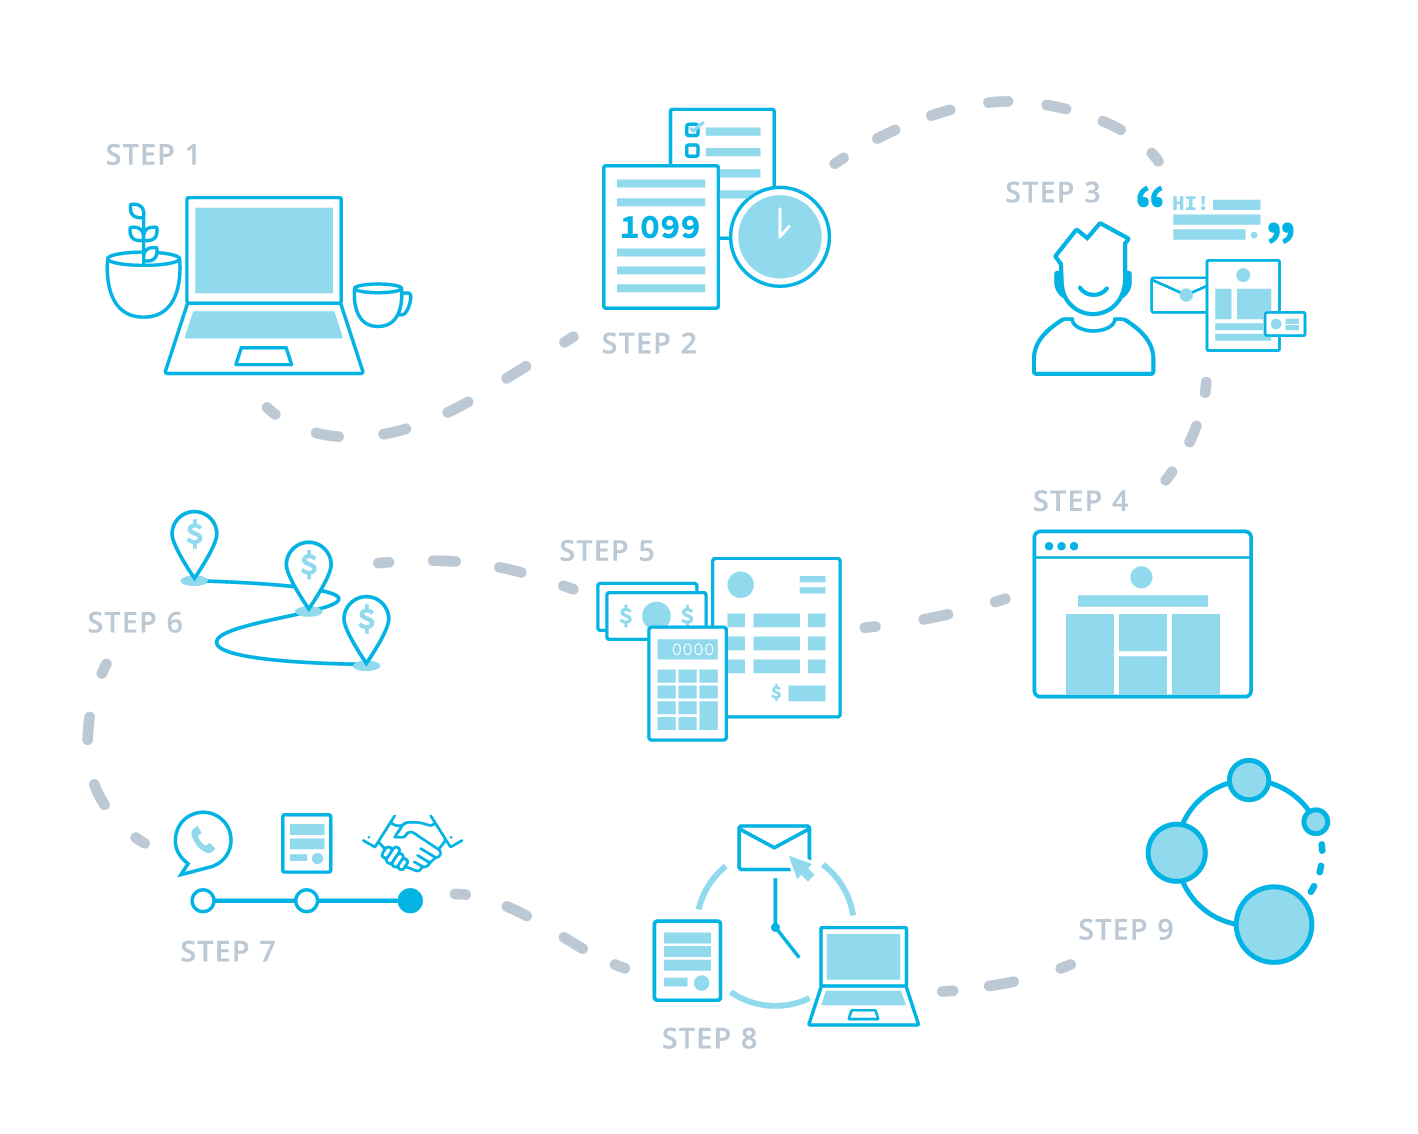 STEP 1
1099
STEP 2
STEP 3
“ HI! ”
STEP 4
STEP 5
$ $
0000
$
$
$
$
STEP 6
STEP 7
STEP 8
STEP 9